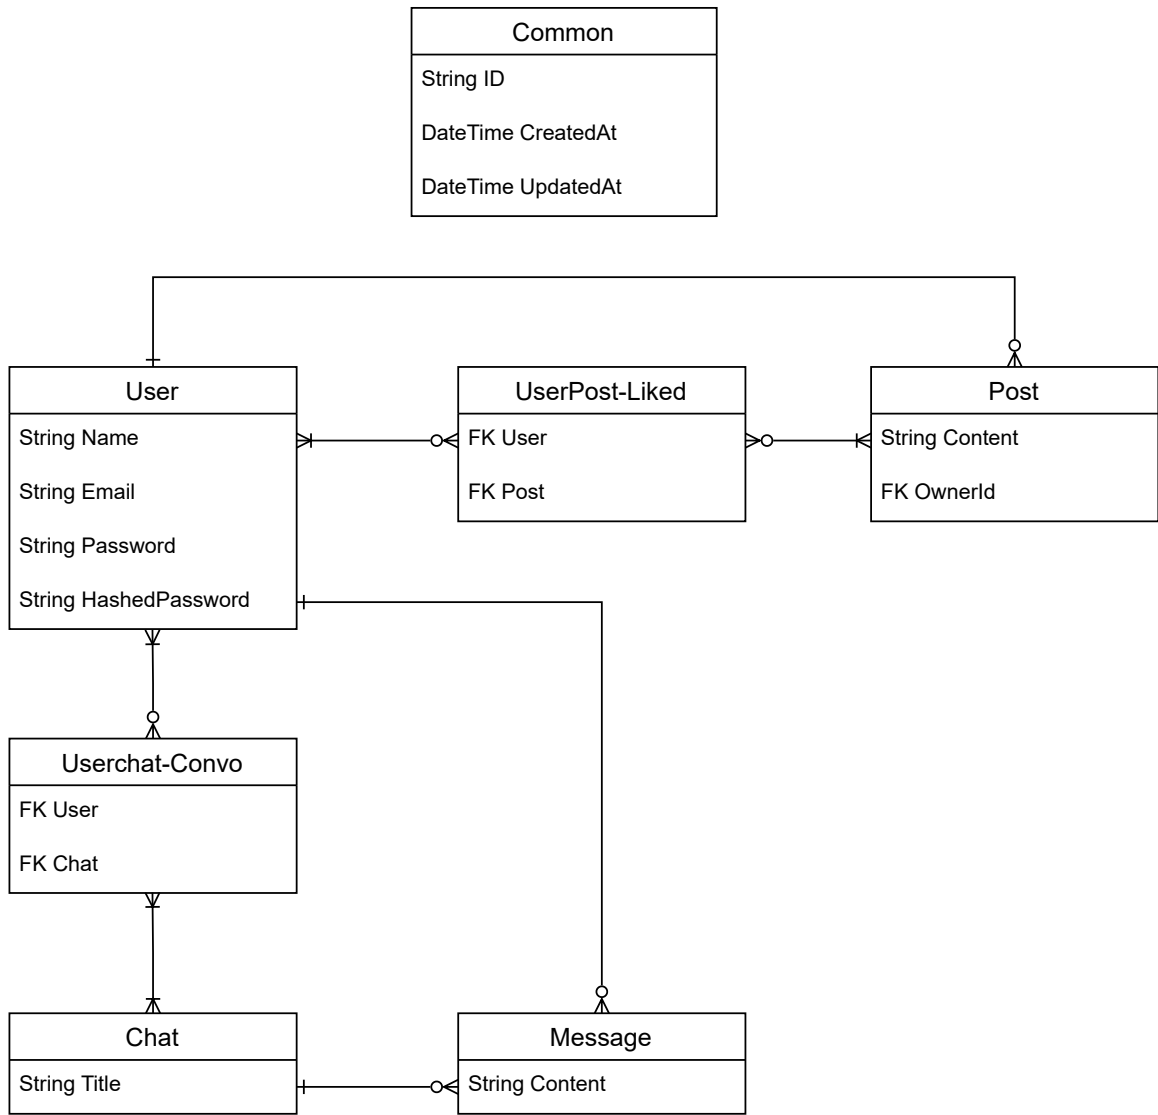 Common
String ID
DateTime CreatedAt
DateTime UpdatedAt
User
String Name
String Email
String Password
String HashedPassword
UserPost-Liked
FK User
FK Post
Post
String Content
FK OwnerId
Userchat-Convo
FK User
FK Chat
Chat
String Title
Message
String Content